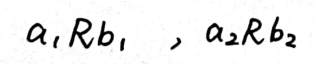 a₁Rb₁ , a₂Rb₂